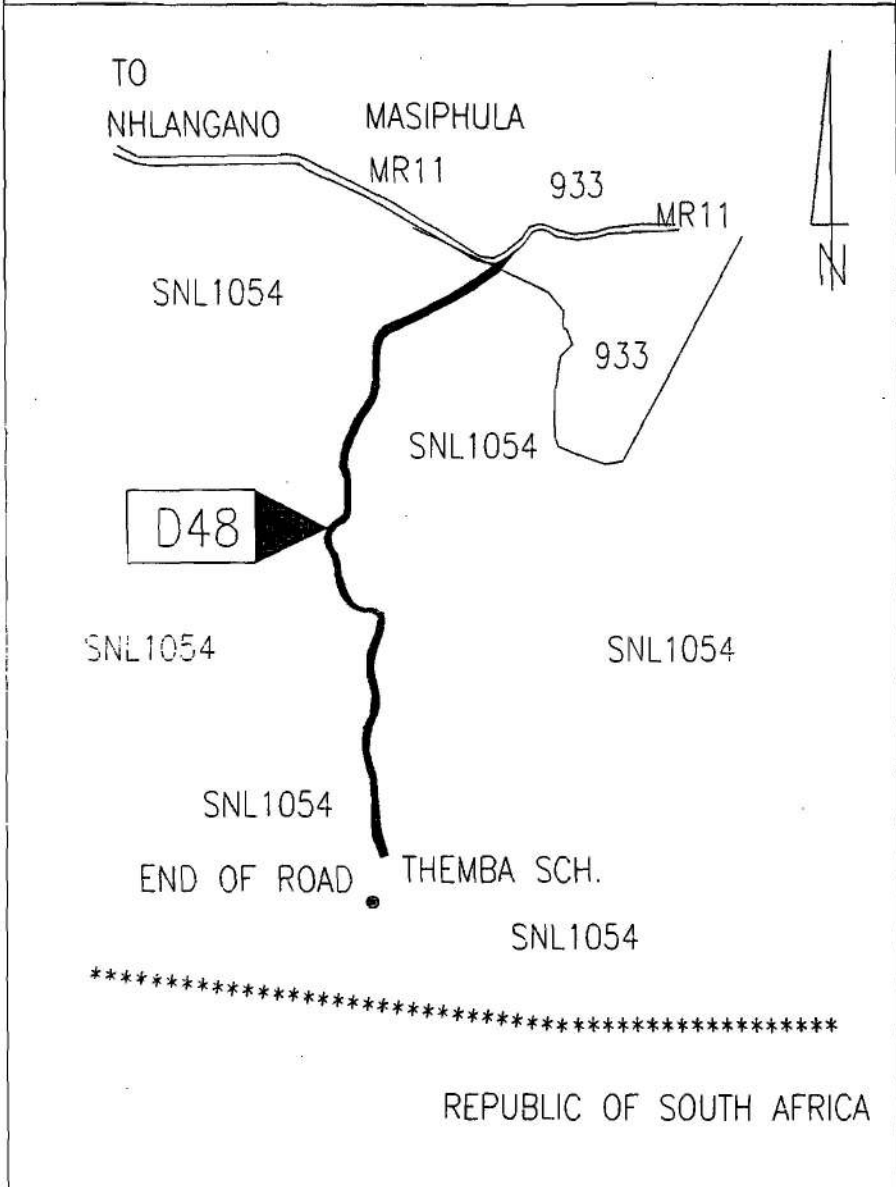 TO
NHLANGANO
MASIPHULA
MR11
933
MR11
N
SNL1054
933
SNL1054
D48
SNL1054
SNL1054
SNL1054
END OF ROAD
THEMBA SCH.
SNL1054
************************************************
REPUBLIC OF SOUTH AFRICA